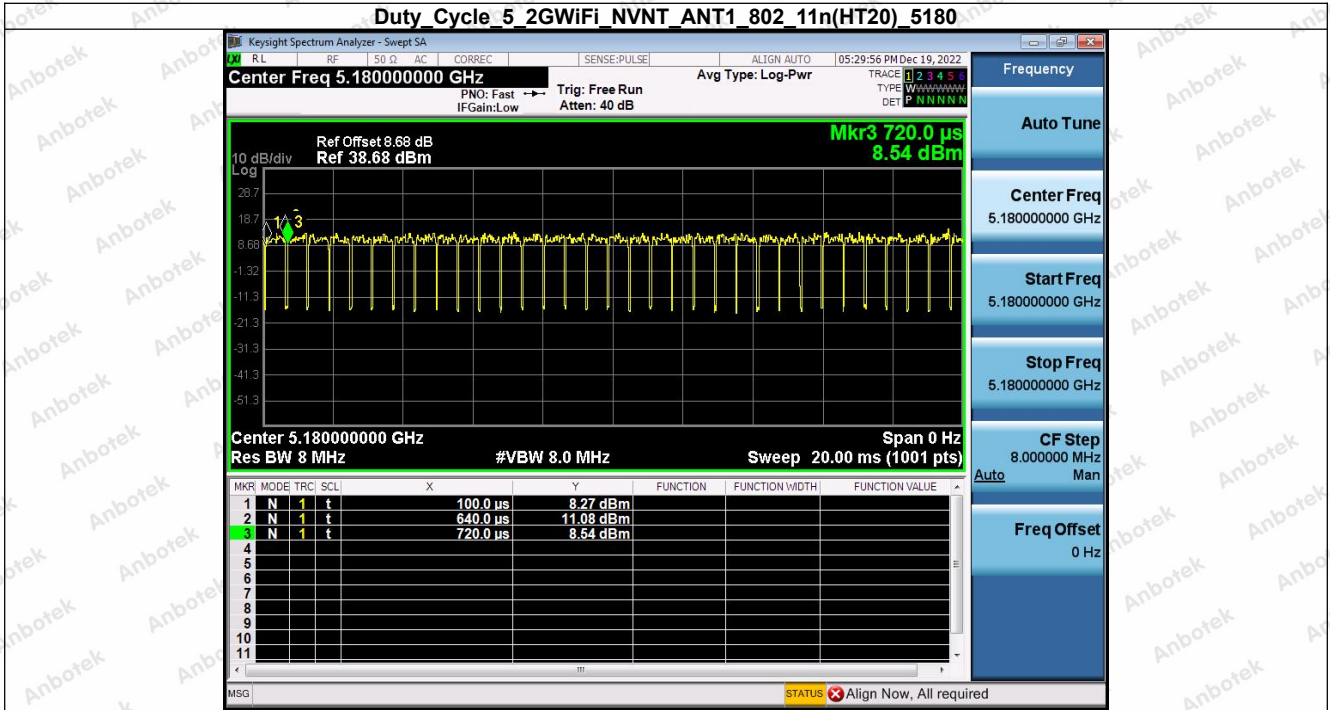 Duty_Cycle_5_2GWiFi_NVNT_ANT1_802_11n(HT20)_5180
Keysight Spectrum Analyzer - Swept SA
LXI RL RF 50 Ω AC CORREC SENSE:PULSE ALIGN AUTO 05:29:56 PM Dec 19, 2022
Center Freq 5.180000000 GHz Avg Type: Log-Pwr TRACE 1 2 3 4 5 6
PNO: Fast Trig: Free Run TYPE WWWWWW
IFGain:Low Atten: 40 dB DET P N N N N N
Frequency
Auto Tune
Center Freq
5.180000000 GHz
Start Freq
5.180000000 GHz
Stop Freq
5.180000000 GHz
CF Step
8.000000 MHz
Auto Man
Freq Offset
0 Hz
Mkr3 720.0 µs
8.54 dBm
Ref Offset 8.68 dB
10 dB/div Ref 38.68 dBm
Log
28.7
18.7
8.68
-1.32
-11.3
-21.3
-31.3
-41.3
-51.3
1 3
Center 5.180000000 GHz Span 0 Hz
Res BW 8 MHz #VBW 8.0 MHz Sweep 20.00 ms (1001 pts)
MKR MODE TRC SCL X Y FUNCTION FUNCTION WIDTH FUNCTION VALUE
1 N 1 t 100.0 µs 8.27 dBm
2 N 1 t 640.0 µs 11.08 dBm
3 N 1 t 720.0 µs 8.54 dBm
4
5
6
7
8
9
10
11
MSG STATUS Align Now, All required
Anbotek